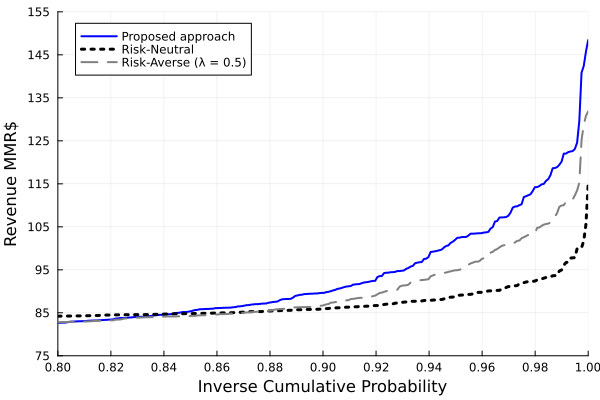 155
145
135
125
115
105
95
85
75
Revenue MMR$
Proposed approach
Risk-Neutral
Risk-Averse (λ = 0.5)
0.80 0.82 0.84 0.86 0.88 0.90 0.92 0.94 0.96 0.98 1.00
Inverse Cumulative Probability